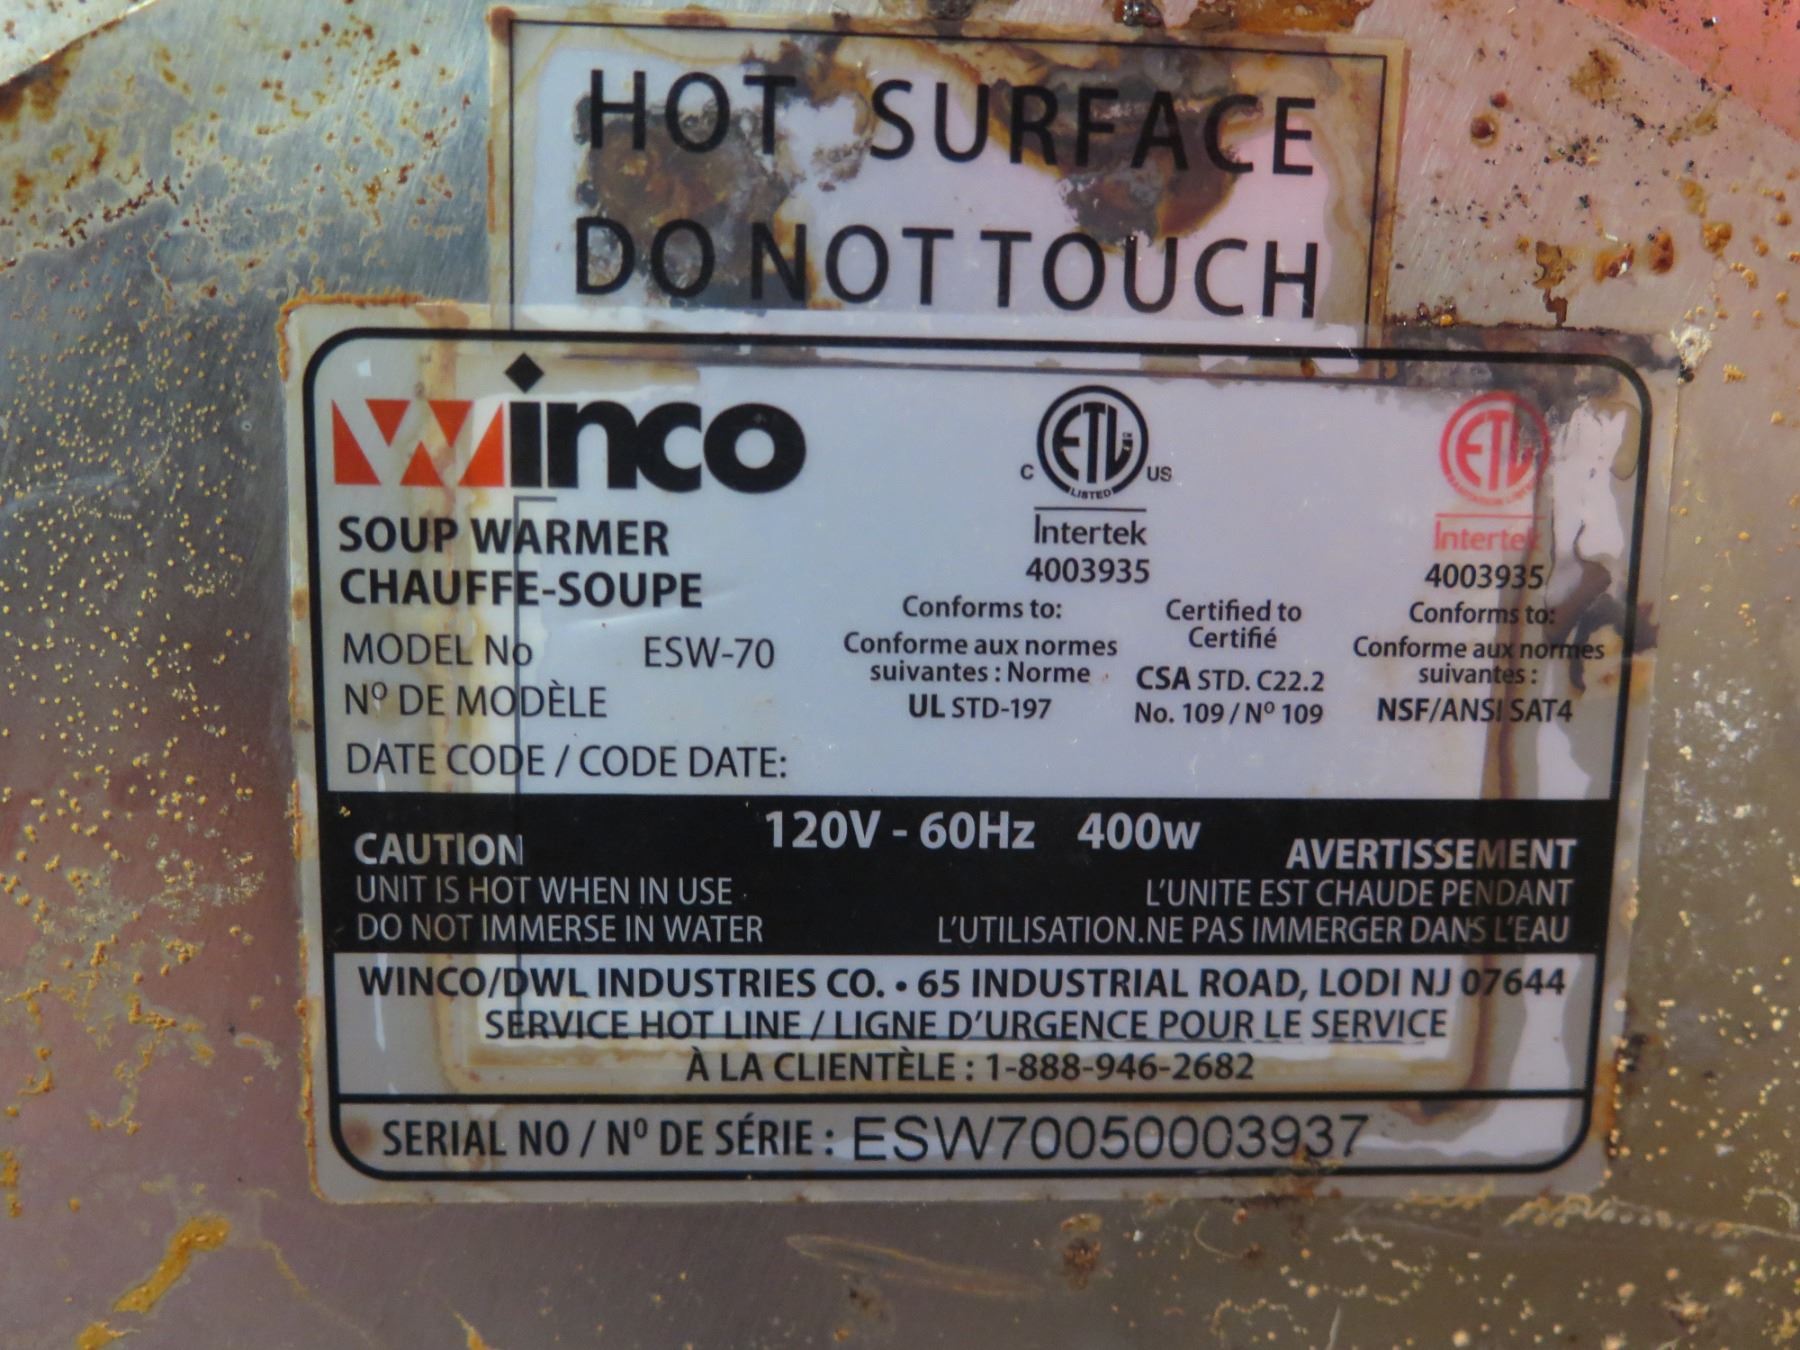 HOT SURFACE
DO NOT TOUCH
Winco
SOUP WARMER
CHAUFFE-SOUPE
MODEL No ESW-70
Nº DE MODÈLE
DATE CODE / CODE DATE:
C ETL US
LISTED
Intertek
4003935
Conforms to:
Conforme aux normes
suivantes : Norme
UL STD-197
Certified to
Certifié
CSA STD. C22.2
No. 109 / Nº 109
ETL
Intertek
4003935
Conforms to:
Conforme aux normes
suivantes :
NSF/ANSI SAT4
120V - 60Hz 400w
CAUTION
UNIT IS HOT WHEN IN USE
DO NOT IMMERSE IN WATER
AVERTISSEMENT
L'UNITE EST CHAUDE PENDANT
L'UTILISATION.NE PAS IMMERGER DANS L'EAU
WINCO/DWL INDUSTRIES CO. • 65 INDUSTRIAL ROAD, LODI NJ 07644
SERVICE HOT LINE / LIGNE D'URGENCE POUR LE SERVICE
À LA CLIENTÈLE : 1-888-946-2682
SERIAL NO / Nº DE SÉRIE : ESW70050003937